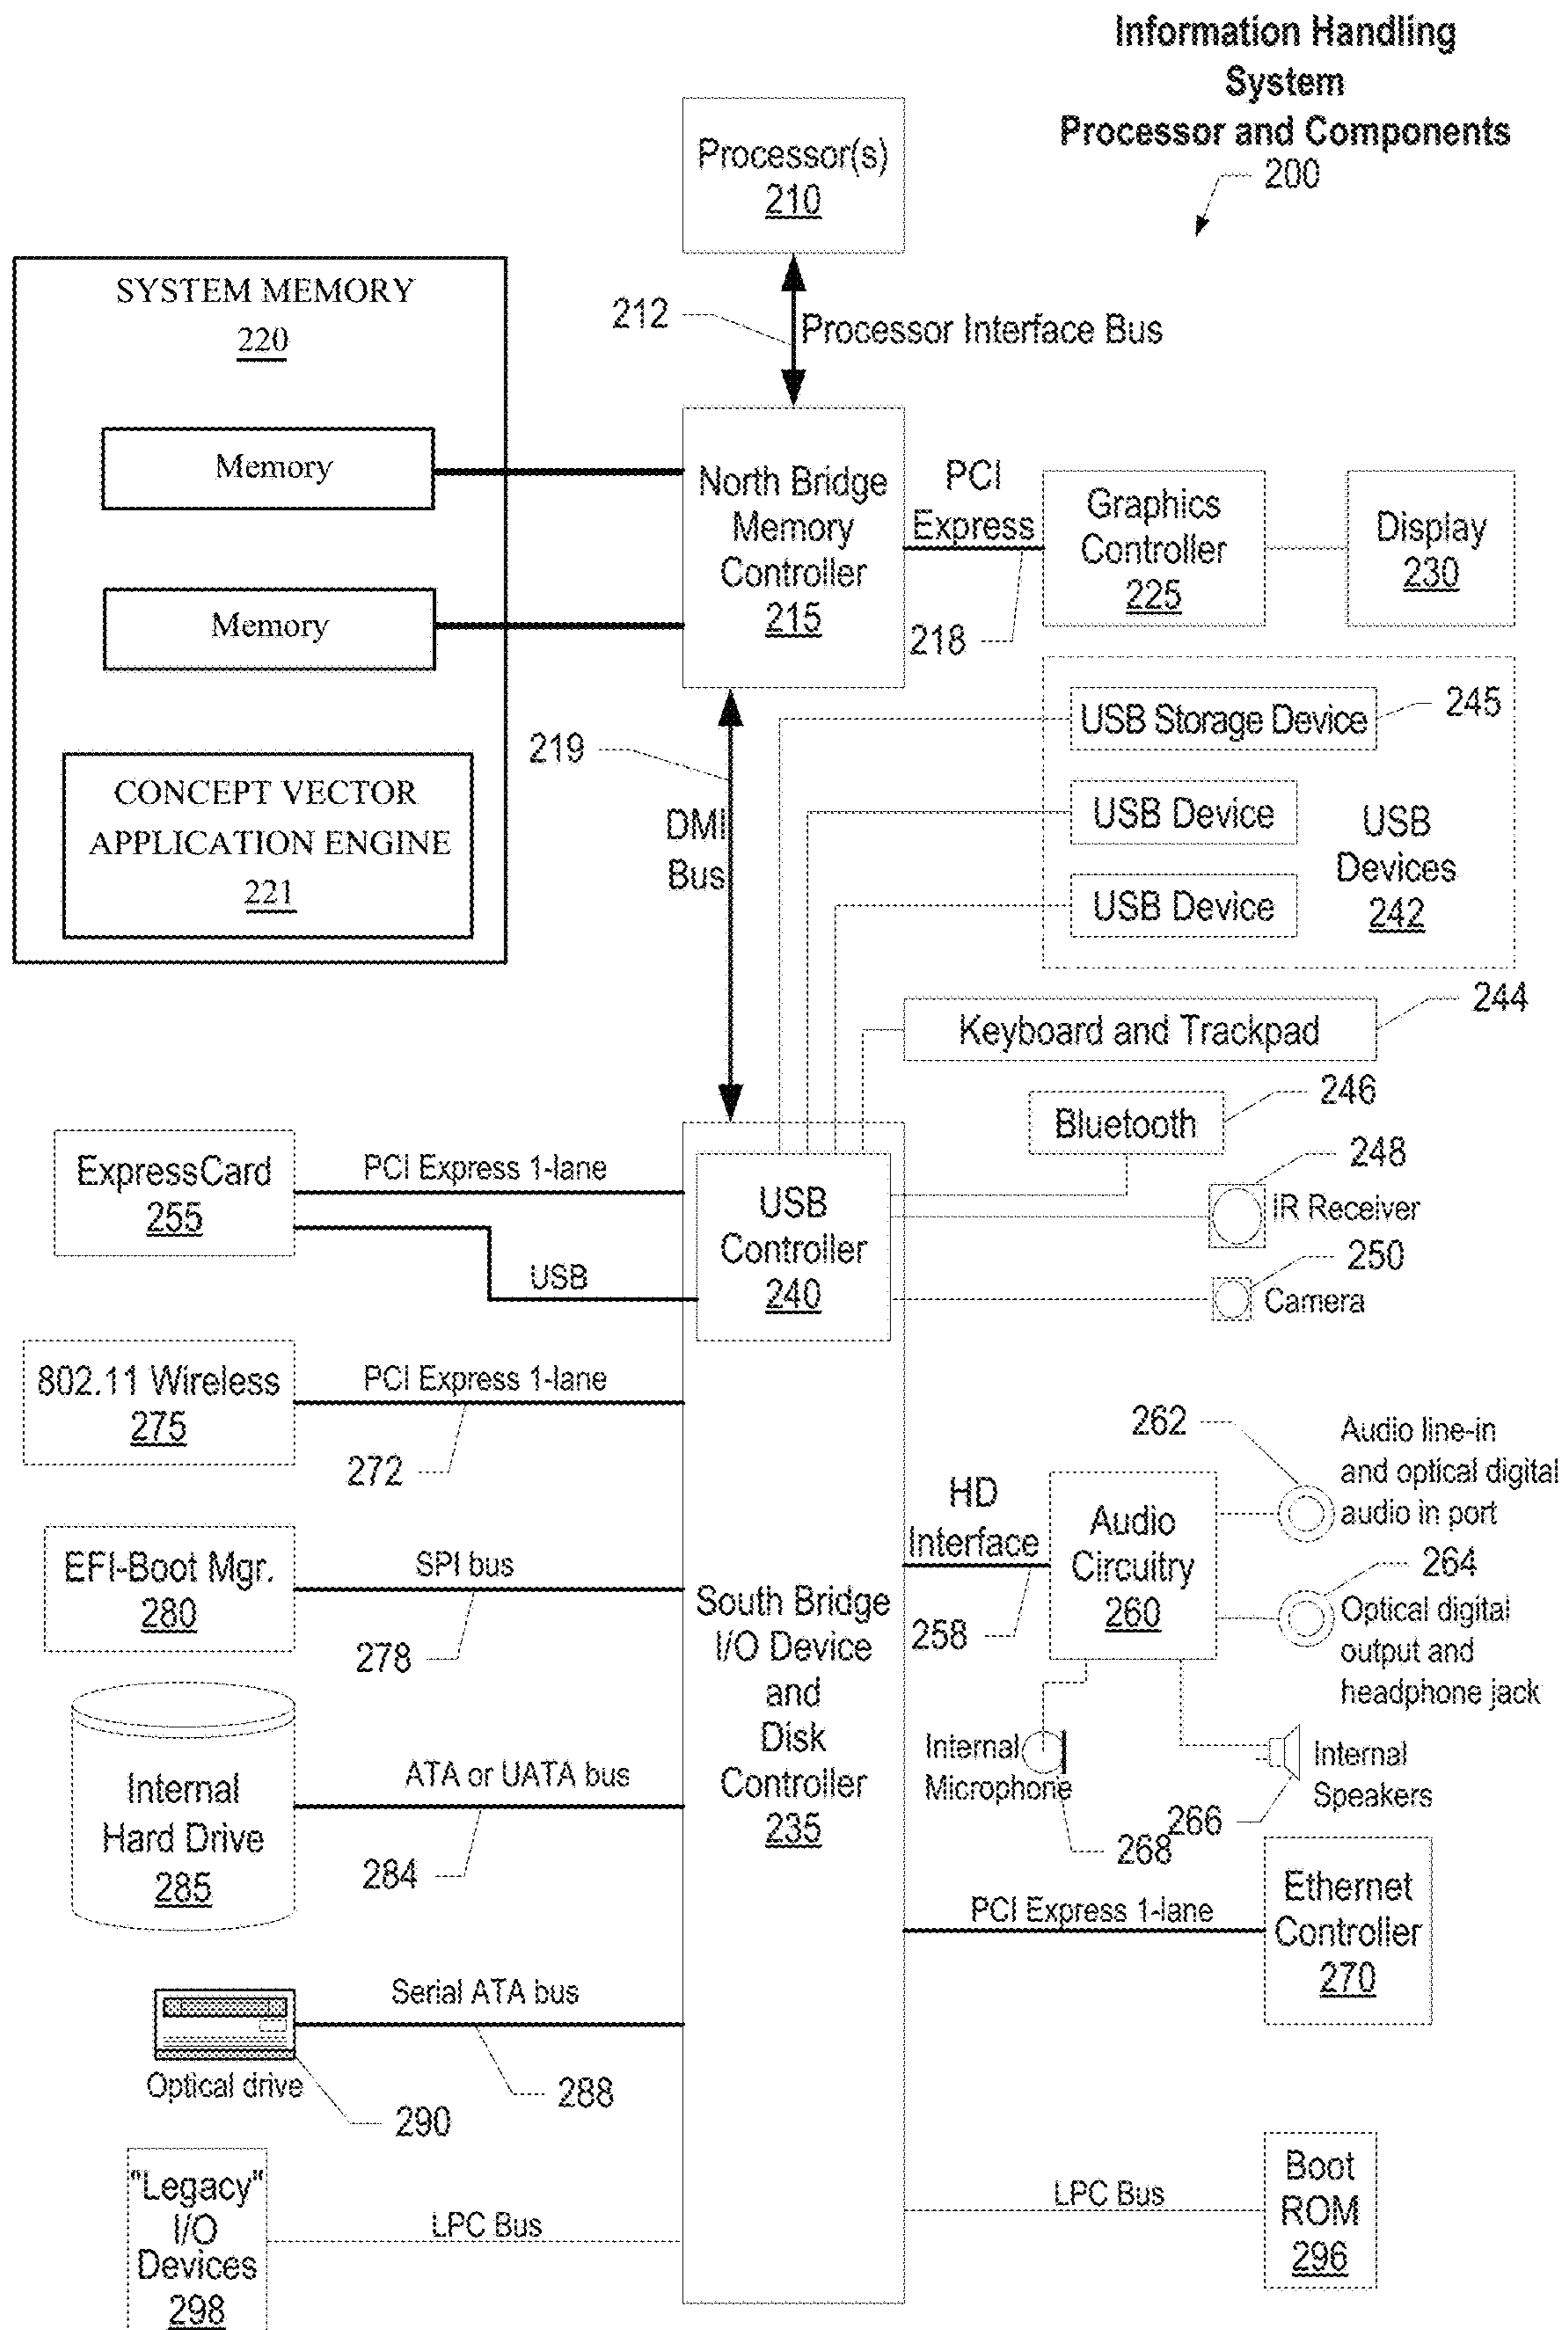 Information Handling
System
Processor and Components
200
Processor(s)
210
212
Processor Interface Bus
SYSTEM MEMORY
220
Memory
Memory
CONCEPT VECTOR
APPLICATION ENGINE
221
North Bridge
Memory
Controller
215
PCI
Express
218
Graphics
Controller
225
Display
230
219
DMI
Bus
USB Storage Device
245
USB Device
USB Device
USB
Devices
242
Keyboard and Trackpad
244
Bluetooth
246
248
IR Receiver
250
Camera
ExpressCard
255
PCI Express 1-lane
USB
USB
Controller
240
802.11 Wireless
275
PCI Express 1-lane
272
EFI-Boot Mgr.
280
SPI bus
278
Internal
Hard Drive
285
ATA or UATA bus
284
South Bridge
I/O Device
and
Disk
Controller
235
HD
Interface
258
Audio
Circuitry
260
262
Audio line-in
and optical digital
audio in port
264
Optical digital
output and
headphone jack
Internal
Microphone
268
266
Internal
Speakers
PCI Express 1-lane
Ethernet
Controller
270
Serial ATA bus
288
Optical drive
290
"Legacy"
I/O
Devices
298
LPC Bus
LPC Bus
Boot
ROM
296